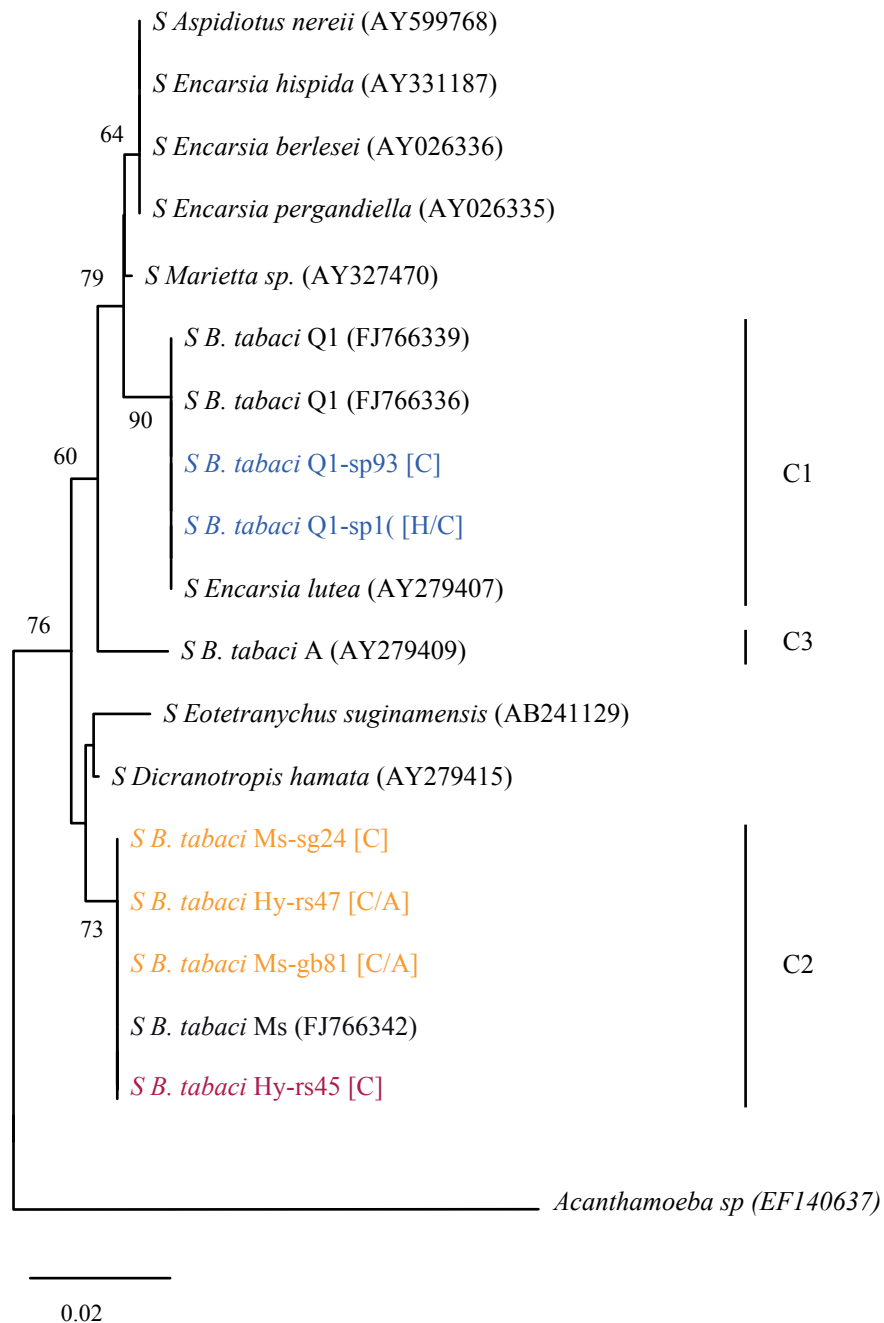 S Aspidiotus nereii (AY599768)
S Encarsia hispida (AY331187)
64
S Encarsia berlesei (AY026336)
S Encarsia pergandiella (AY026335)
79
S Marietta sp. (AY327470)
S B. tabaci Q1 (FJ766339)
S B. tabaci Q1 (FJ766336)
90
60
S B. tabaci Q1-sp93 [C]
C1
S B. tabaci Q1-sp1( [H/C]
S Encarsia lutea (AY279407)
76
S B. tabaci A (AY279409)
C3
S Eotetranychus suginamensis (AB241129)
S Dicranotropis hamata (AY279415)
S B. tabaci Ms-sg24 [C]
S B. tabaci Hy-rs47 [C/A]
73
S B. tabaci Ms-gb81 [C/A]
C2
S B. tabaci Ms (FJ766342)
S B. tabaci Hy-rs45 [C]
Acanthamoeba sp (EF140637)
0.02